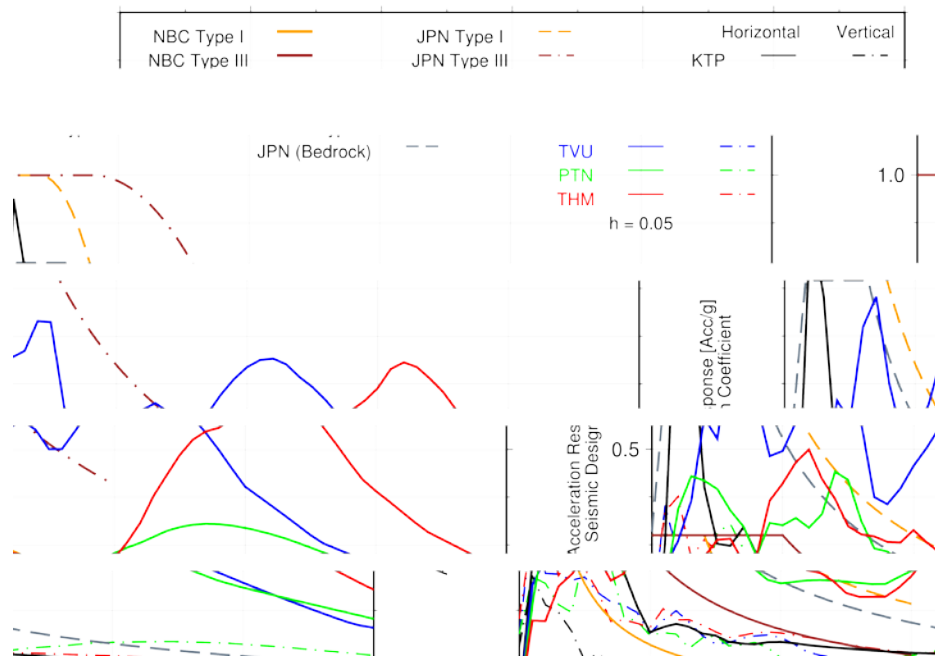 NBC Type I JPN Type I Horizontal Vertical
NBC Type III JPN Type III KTP
JPN (Bedrock) TVU
PTN 1.0
THM
h = 0.05
ponse [Acc/g]
Coefficient
0.5
Acceleration Res
Seismic Desig